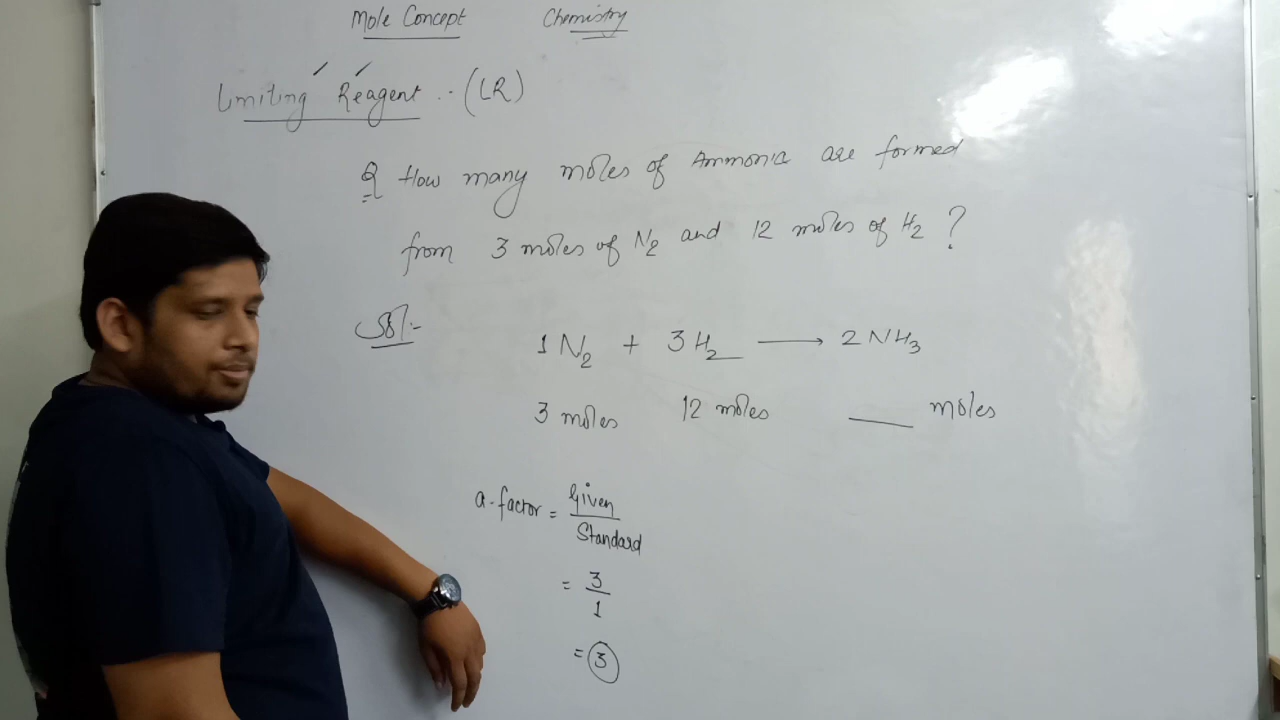 Mole Concept Chemistry
Limiting Reagent :- (LR)
Q How many moles of Ammonia are formed
from 3 moles of N₂ and 12 moles of H₂ ?
Sol:-
1 N₂ + 3 H₂ → 2 NH₃
3 moles 12 moles ___ moles
a-factor = Given / Standard
= 3 / 1
= 3